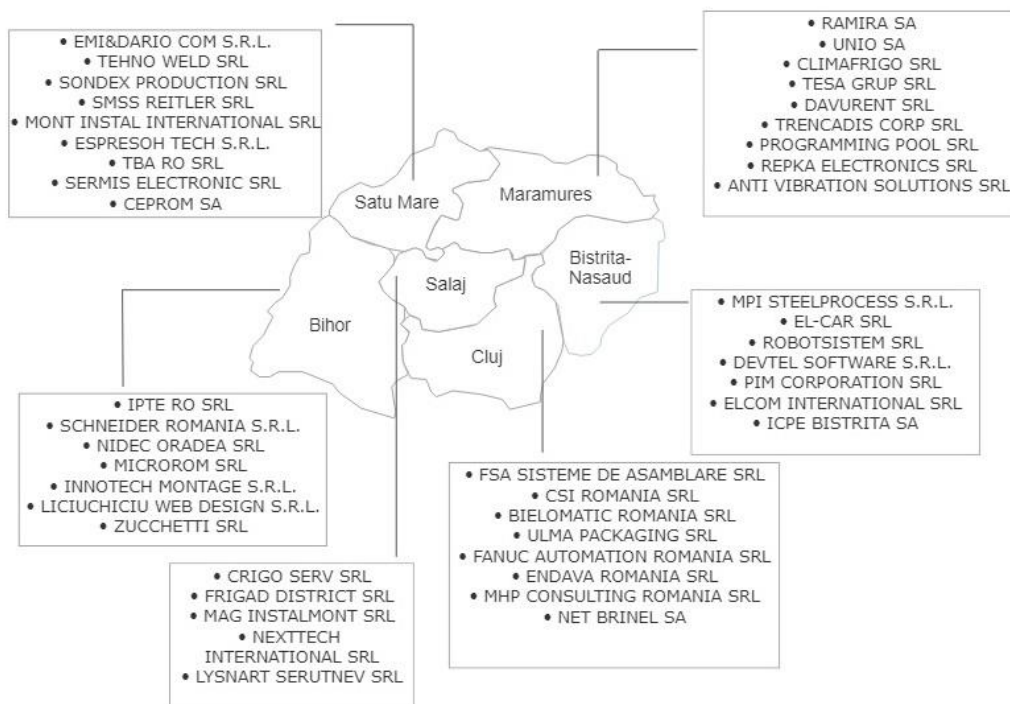 • EMI&DARIO COM S.R.L.
• TEHNO WELD SRL
• SONDEX PRODUCTION SRL
• SMSS REITLER SRL
• MONT INSTAL INTERNATIONAL SRL
• ESPRESOH TECH S.R.L.
• TBA RO SRL
• SERMIS ELECTRONIC SRL
• CEPROM SA
• RAMIRA SA
• UNIO SA
• CLIMAFRIGO SRL
• TESA GRUP SRL
• DAVURENT SRL
• TRENCADIS CORP SRL
• PROGRAMMING POOL SRL
• REPKA ELECTRONICS SRL
• ANTI VIBRATION SOLUTIONS SRL
Satu Mare
Maramures
Bistrita-
Nasaud
Salaj
Bihor
Cluj
• MPI STEELPROCESS S.R.L.
• EL-CAR SRL
• ROBOTSISTEM SRL
• DEVTEL SOFTWARE S.R.L.
• PIM CORPORATION SRL
• ELCOM INTERNATIONAL SRL
• ICPE BISTRITA SA
• IPTE RO SRL
• SCHNEIDER ROMANIA S.R.L.
• NIDEC ORADEA SRL
• MICROROM SRL
• INNOTECH MONTAGE S.R.L.
• LICIUCHICIU WEB DESIGN S.R.L.
• ZUCCHETTI SRL
• FSA SISTEME DE ASAMBLARE SRL
• CSI ROMANIA SRL
• BIELOMATIC ROMANIA SRL
• ULMA PACKAGING SRL
• FANUC AUTOMATION ROMANIA SRL
• ENDAVA ROMANIA SRL
• MHP CONSULTING ROMANIA SRL
• NET BRINEL SA
• CRIGO SERV SRL
• FRIGAD DISTRICT SRL
• MAG INSTALMONT SRL
• NEXTTECH
INTERNATIONAL SRL
• LYSNART SERUTNEV SRL